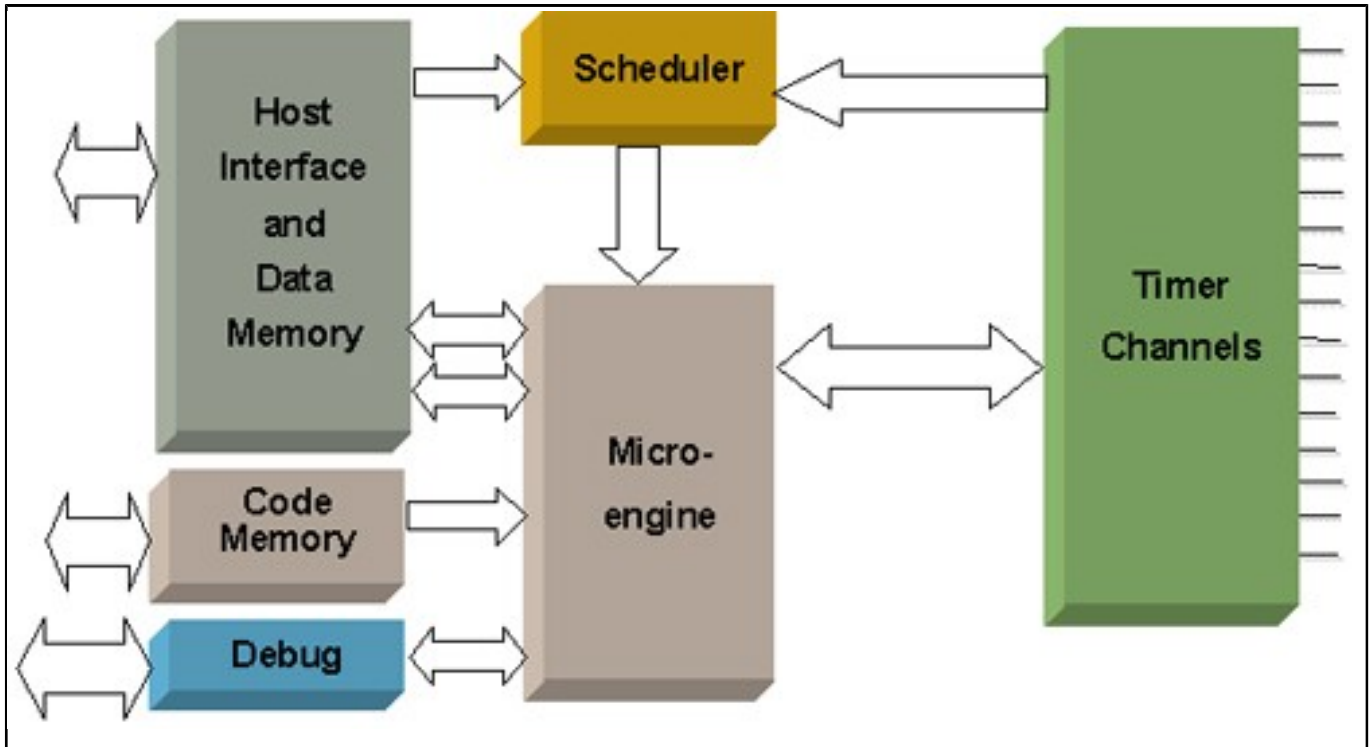 Host
Interface
and
Data
Memory
Scheduler
Timer
Channels
Micro-
engine
Code
Memory
Debug